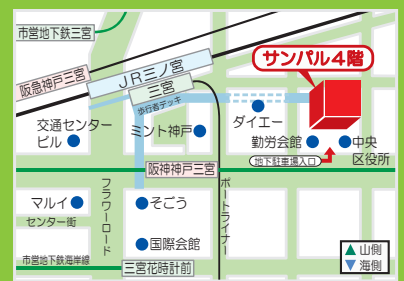 市営地下鉄三宮
サンパル4階
阪急神戸三宮
JR三ノ宮
三宮
歩行者デッキ
交通センター
ビル
ミント神戸
ダイエー
勤労会館
中央
区役所
地下駐車場入口
阪神神戸三宮
マルイ
センター街
フラワーロード
そごう
ポートライナー
国際会館
市営地下鉄海岸線
三宮花時計前
▲山側
▼海側